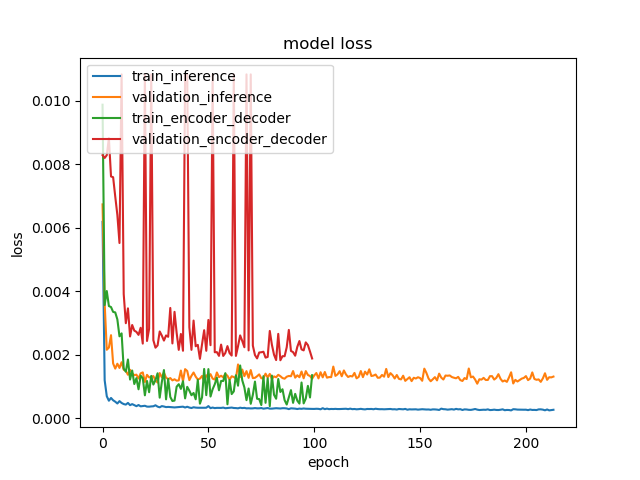 model loss
train_inference
validation_inference
train_encoder_decoder
validation_encoder_decoder
0.010
0.008
0.006
0.004
0.002
0.000
loss
0 50 100 150 200
epoch